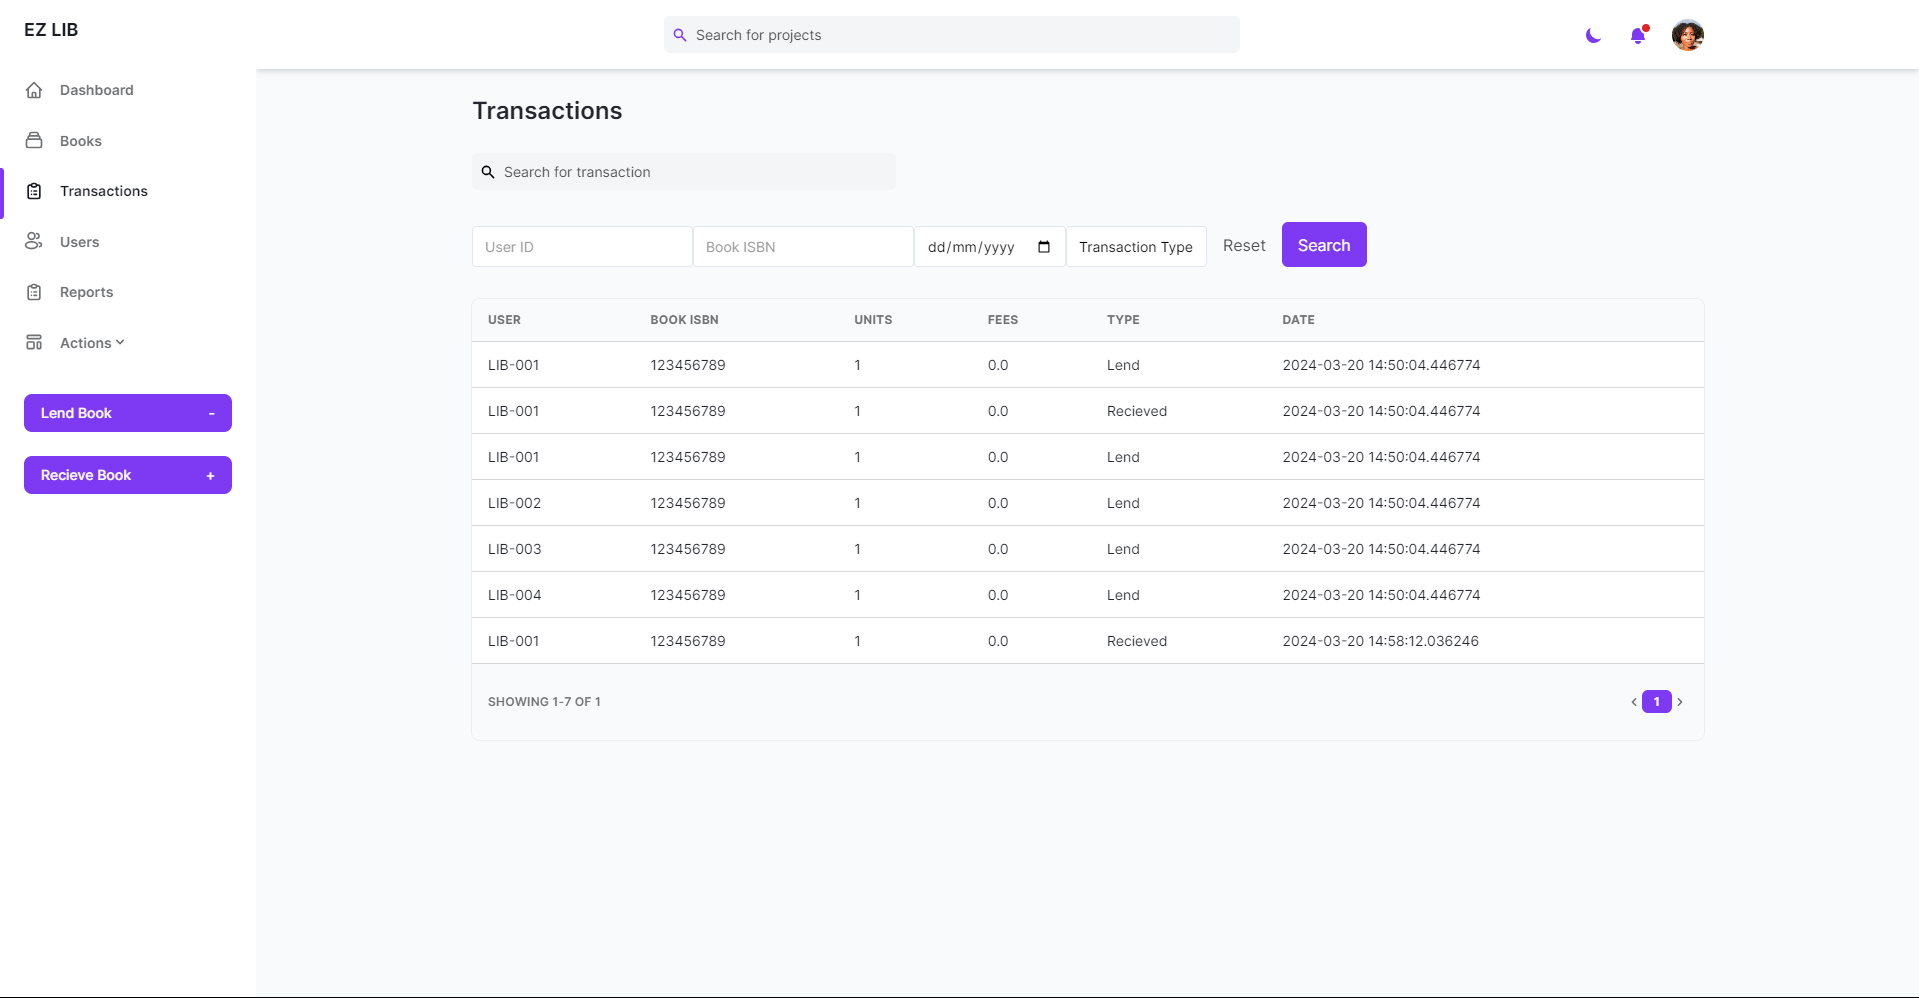 EZ LIB
Search for projects
Dashboard
Books
Transactions
Users
Reports
Actions
Lend Book -
Recieve Book +
Transactions
Search for transaction
User ID Book ISBN dd/mm/yyyy Transaction Type Reset Search
USER BOOK ISBN UNITS FEES TYPE DATE
LIB-001 123456789 1 0.0 Lend 2024-03-20 14:50:04.446774
LIB-001 123456789 1 0.0 Recieved 2024-03-20 14:50:04.446774
LIB-001 123456789 1 0.0 Lend 2024-03-20 14:50:04.446774
LIB-002 123456789 1 0.0 Lend 2024-03-20 14:50:04.446774
LIB-003 123456789 1 0.0 Lend 2024-03-20 14:50:04.446774
LIB-004 123456789 1 0.0 Lend 2024-03-20 14:50:04.446774
LIB-001 123456789 1 0.0 Recieved 2024-03-20 14:58:12.036246
SHOWING 1-7 OF 1 1